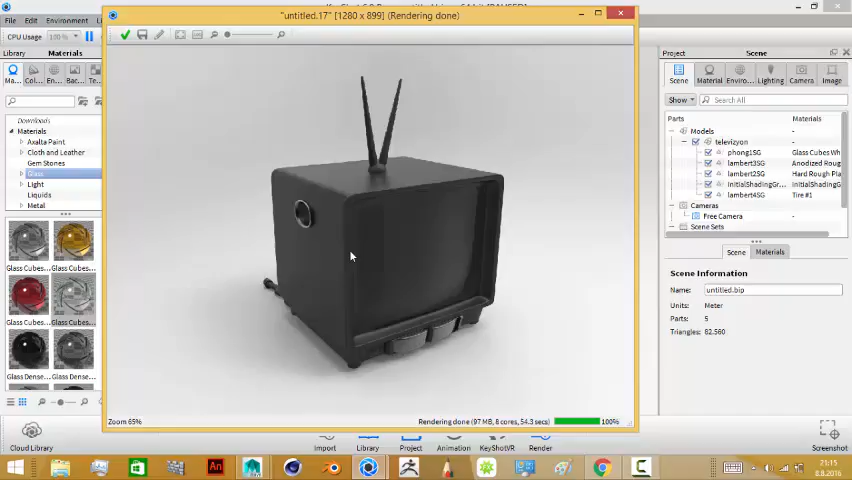 "untitled.17" [1280 x 899] (Rendering done)
File Edit Environment
CPU Usage 100%
Library Materials
Project Scene
Scene Material Enviro... Lighting Camera Image
Show Search All
Parts Materials
Models -
televizyon -
phong1SG Glass Cubes Wh
lambert3SG Anodized Roug
lambert2SG Hard Rough Pla
InitialShadingGr... InitialShadingG
lambert4SG Tire #1
Cameras -
Free Camera -
Scene Sets
Scene Materials
Scene Information
Name: untitled.bip
Units: Meter
Parts: 5
Triangles: 82.560
Ma... Col... En... Bac... Te
Downloads
Materials
Axalta Paint
Cloth and Leather
Gem Stones
Glass
Light
Liquids
Metal
Glass Cubes... Glass Cubes
Glass Cubes... Glass Cubes
Glass Dense... Glass Dense
Zoom 65% Rendering done (97 MB, 8 cores, 54.3 secs) 100%
Cloud Library Import Library Project Animation KeyShotVR Render Screenshot
An
21:15
8.8.2016